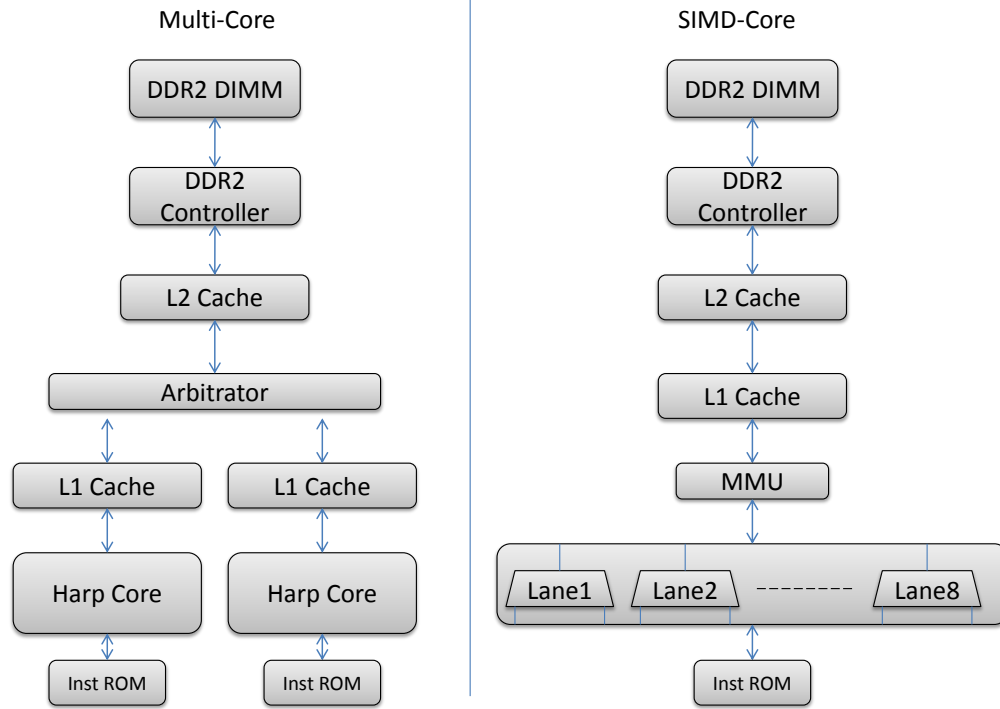 Multi-Core
DDR2 DIMM
DDR2
Controller
L2 Cache
Arbitrator
L1 Cache
L1 Cache
Harp Core
Harp Core
Inst ROM
Inst ROM
SIMD-Core
DDR2 DIMM
DDR2
Controller
L2 Cache
L1 Cache
MMU
Lane1
Lane2
Lane8
Inst ROM